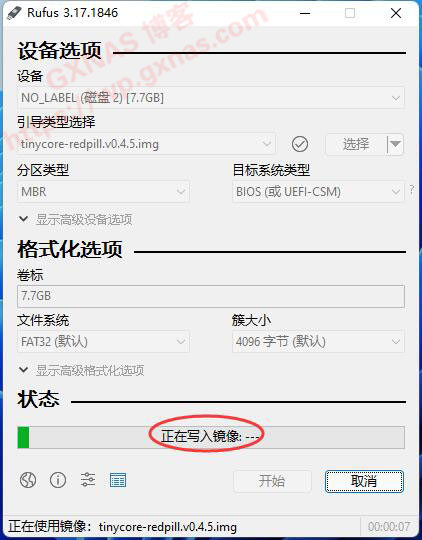 Rufus 3.17.1846
GXNAS 博客
设备选项
设备
NO_LABEL (磁盘 2) [7.7GB]
引导类型选择
tinycore-redpill.v0.4.5.img
选择
分区类型
目标系统类型
MBR
BIOS (或 UEFI-CSM)
?
显示高级设备选项
格式化选项
卷标
7.7GB
文件系统
簇大小
FAT32 (默认)
4096 字节 (默认)
显示高级格式化选项
状态
正在写入镜像: ---
开始
取消
正在使用镜像：tinycore-redpill.v0.4.5.img
00:00:07